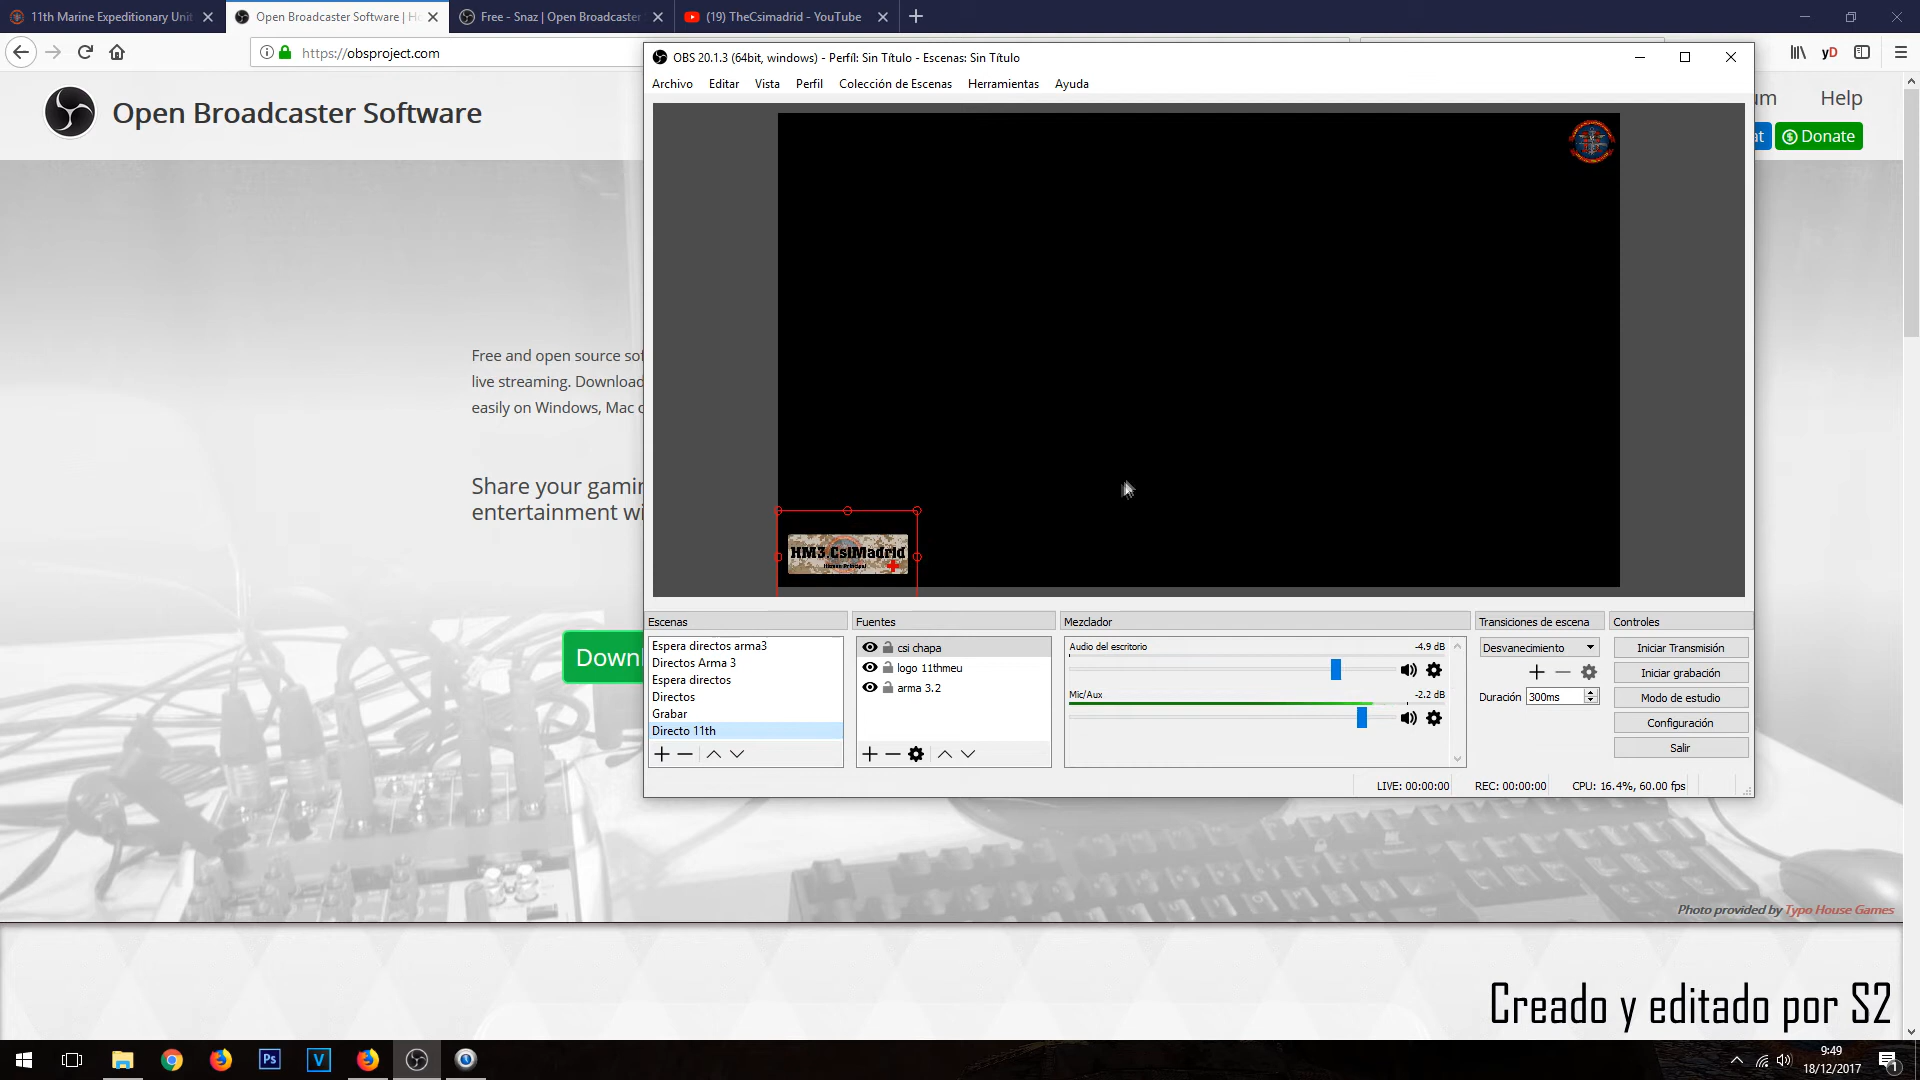 11th Marine Expeditionary Unit
Open Broadcaster Software | H
Free - Snaz | Open Broadcaster
(19) TheCsimadrid - YouTube
https://obsproject.com
yD
Open Broadcaster Software
um
Help
at
Donate
Free and open source sof
live streaming. Download
easily on Windows, Mac o
Share your gamin
entertainment wi
Downl
OBS 20.1.3 (64bit, windows) - Perfil: Sin Título - Escenas: Sin Título
Archivo
Editar
Vista
Perfil
Colección de Escenas
Herramientas
Ayuda
HM3.CsiMadrid
Escenas
Espera directos arma3
Directos Arma 3
Espera directos
Directos
Grabar
Directo 11th
Fuentes
csi chapa
logo 11thmeu
arma 3.2
Mezclador
Audio del escritorio
-4.9 dB
Mic/Aux
-2.2 dB
Transiciones de escena
Desvanecimiento
Duración
300ms
Controles
Iniciar Transmisión
Iniciar grabación
Modo de estudio
Configuración
Salir
LIVE: 00:00:00
REC: 00:00:00
CPU: 16.4%, 60.00 fps
Photo provided by Typo House Games
Creado y editado por S2
Ps
V
9:49
18/12/2017
1